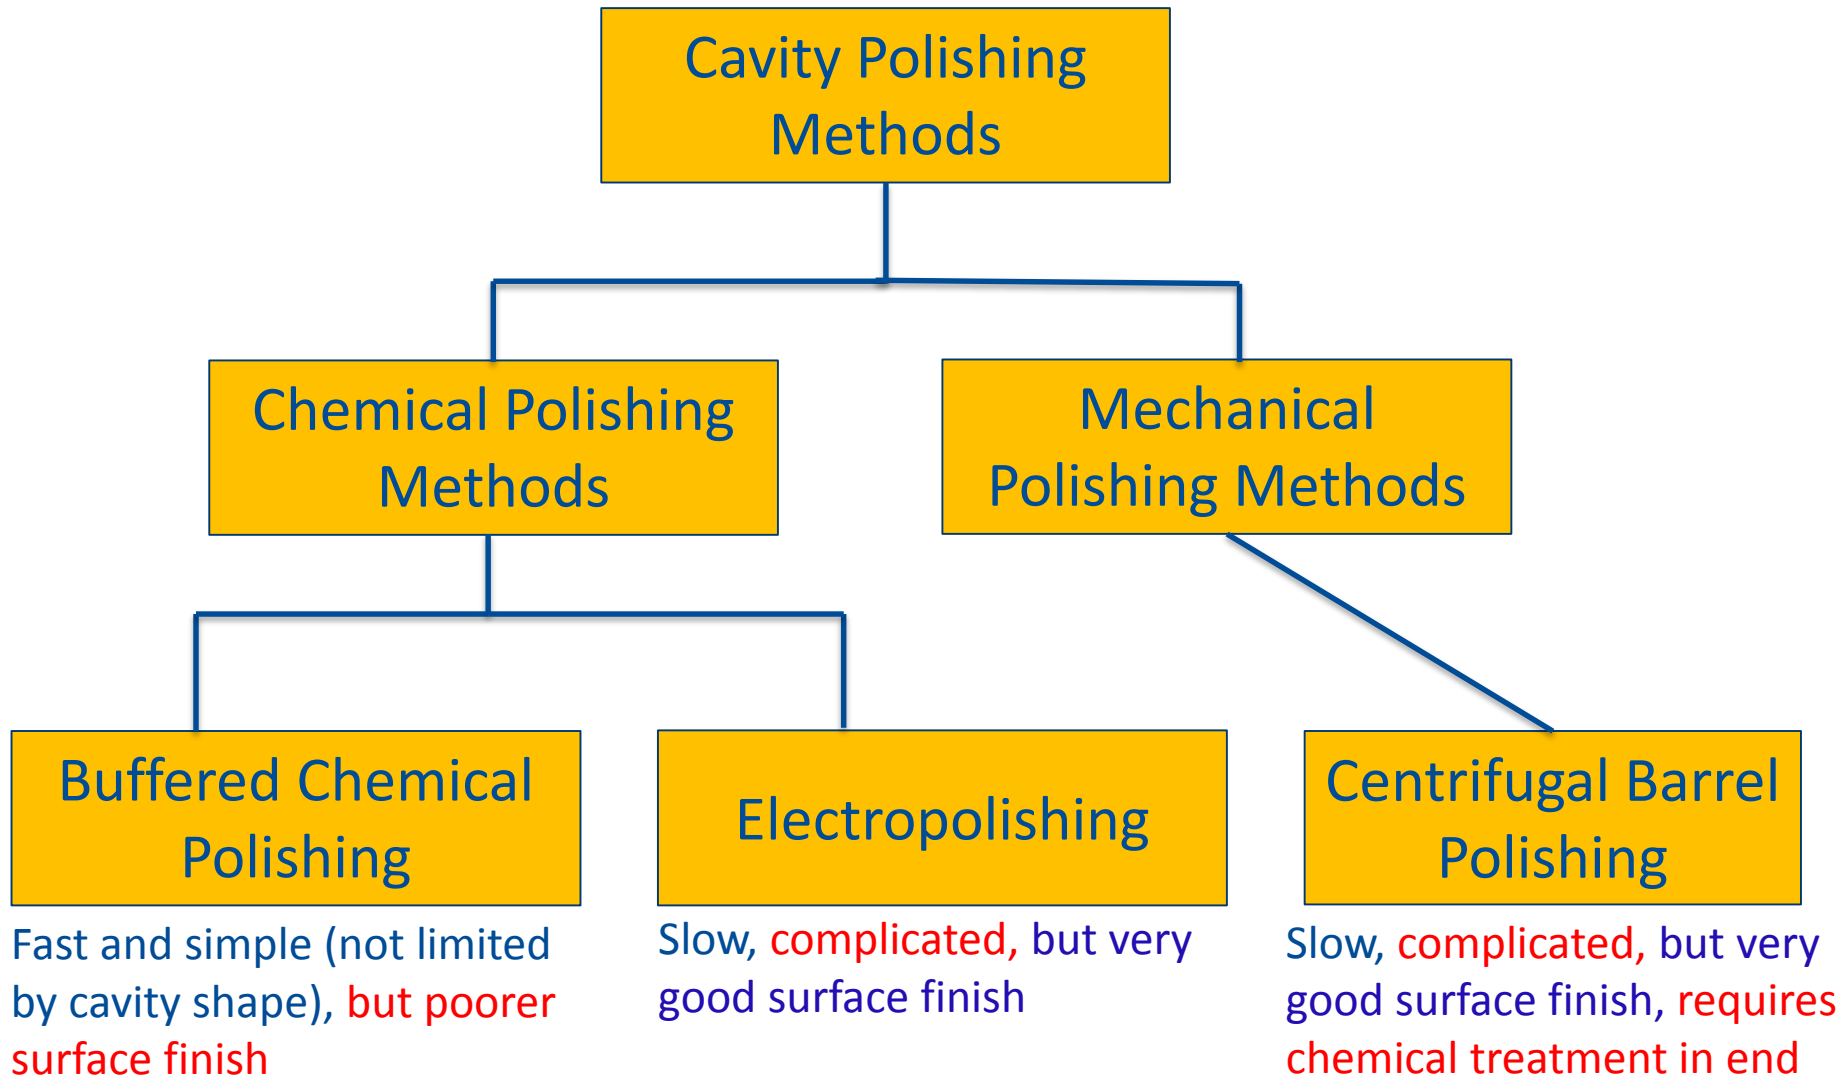 Cavity Polishing
Methods
Chemical Polishing
Methods
Mechanical
Polishing Methods
Buffered Chemical
Polishing
Electropolishing
Centrifugal Barrel
Polishing
Fast and simple (not limited
by cavity shape), but poorer
surface finish
Slow, complicated, but very
good surface finish
Slow, complicated, but very
good surface finish, requires
chemical treatment in end